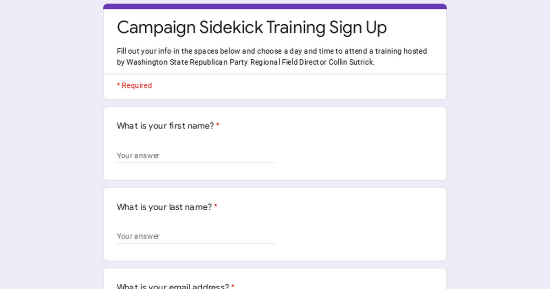 Campaign Sidekick Training Sign Up
Fill out your info in the spaces below and choose a day and time to attend a training hosted
by Washington State Republican Party Regional Field Director Collin Sutrick.
* Required
What is your first name? *
Your answer
What is your last name? *
Your answer
What is your email address? *